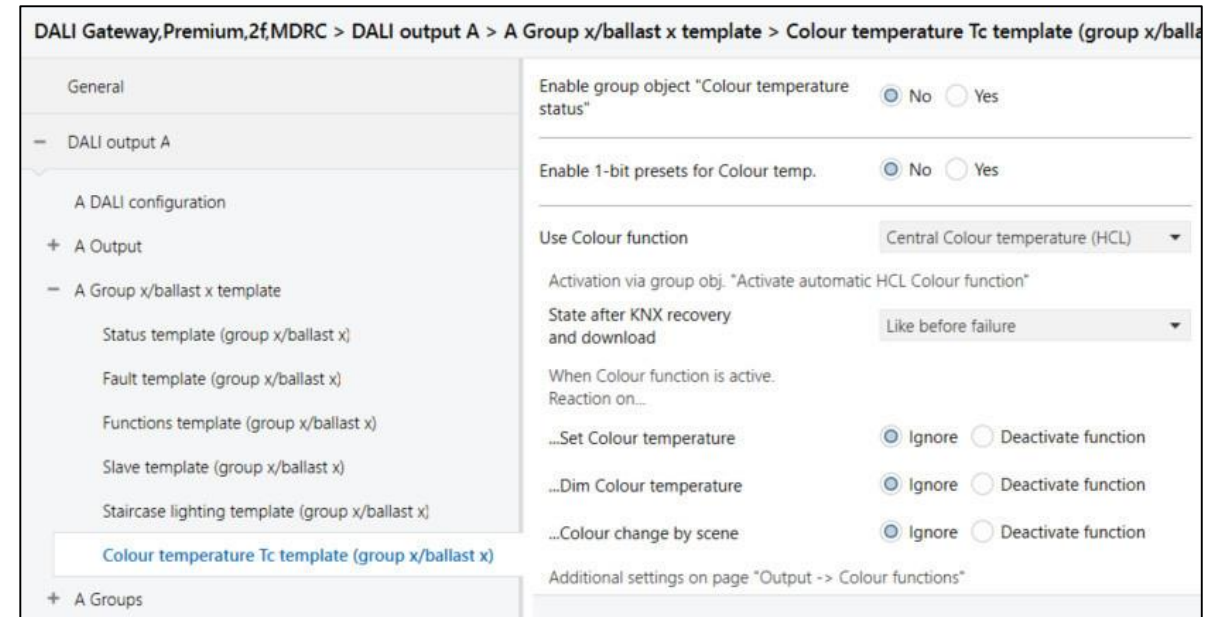 DALI Gateway,Premium,2f,MDRC > DALI output A > A Group x/ballast x template > Colour temperature Tc template (group x/balla
General
− DALI output A
A DALI configuration
+ A Output
− A Group x/ballast x template
Status template (group x/ballast x)
Fault template (group x/ballast x)
Functions template (group x/ballast x)
Slave template (group x/ballast x)
Staircase lighting template (group x/ballast x)
Colour temperature Tc template (group x/ballast x)
+ A Groups
Enable group object "Colour temperature
status"
No Yes
Enable 1-bit presets for Colour temp. No Yes
Use Colour function Central Colour temperature (HCL)
Activation via group obj. "Activate automatic HCL Colour function"
State after KNX recovery
and download
Like before failure
When Colour function is active.
Reaction on...
...Set Colour temperature Ignore Deactivate function
...Dim Colour temperature Ignore Deactivate function
...Colour change by scene Ignore Deactivate function
Additional settings on page "Output -> Colour functions"